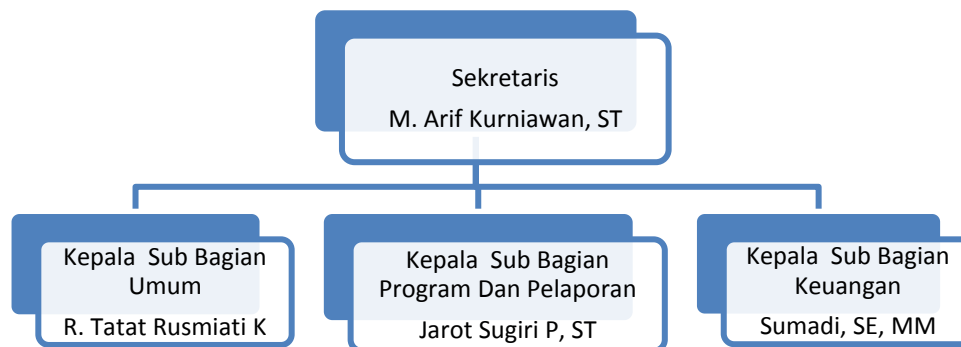 Sekretaris
M. Arif Kurniawan, ST
Kepala Sub Bagian
Umum
R. Tatat Rusmiati K
Kepala Sub Bagian
Program Dan Pelaporan
Jarot Sugiri P, ST
Kepala Sub Bagian
Keuangan
Sumadi, SE, MM